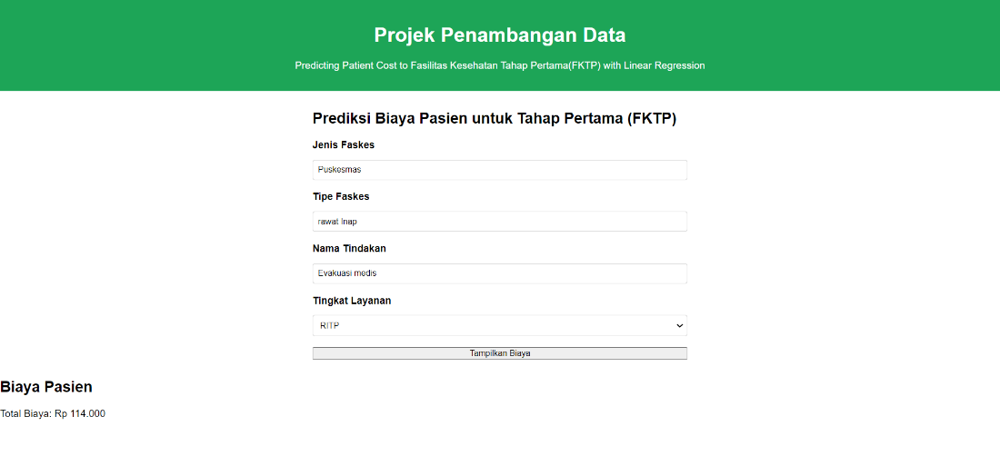 Projek Penambangan Data
Predicting Patient Cost to Fasilitas Kesehatan Tahap Pertama(FKTP) with Linear Regression
Prediksi Biaya Pasien untuk Tahap Pertama (FKTP)
Jenis Faskes
Puskesmas
Tipe Faskes
rawat Inap
Nama Tindakan
Evakuasi medis
Tingkat Layanan
RITP
Tampilkan Biaya
Biaya Pasien
Total Biaya: Rp 114.000